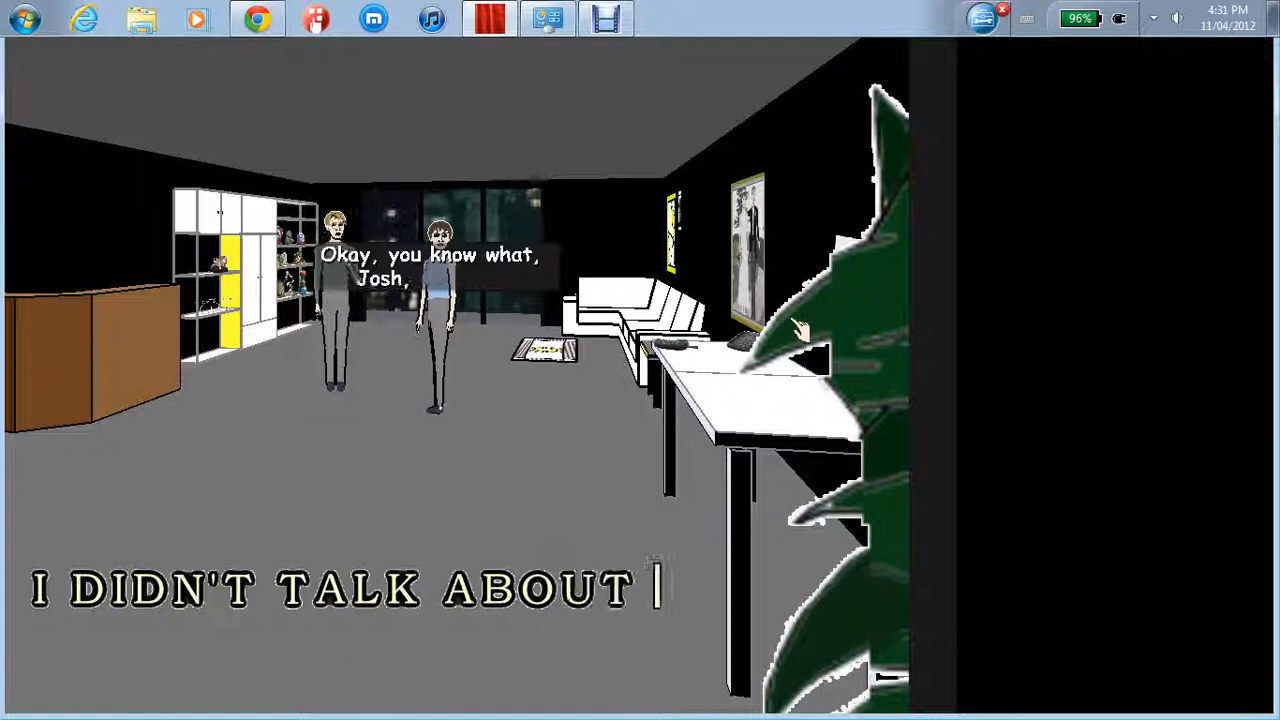 96%
4:31 PM
11/04/2012
Okay, you know what,
Josh,
I DIDN'T TALK ABOUT